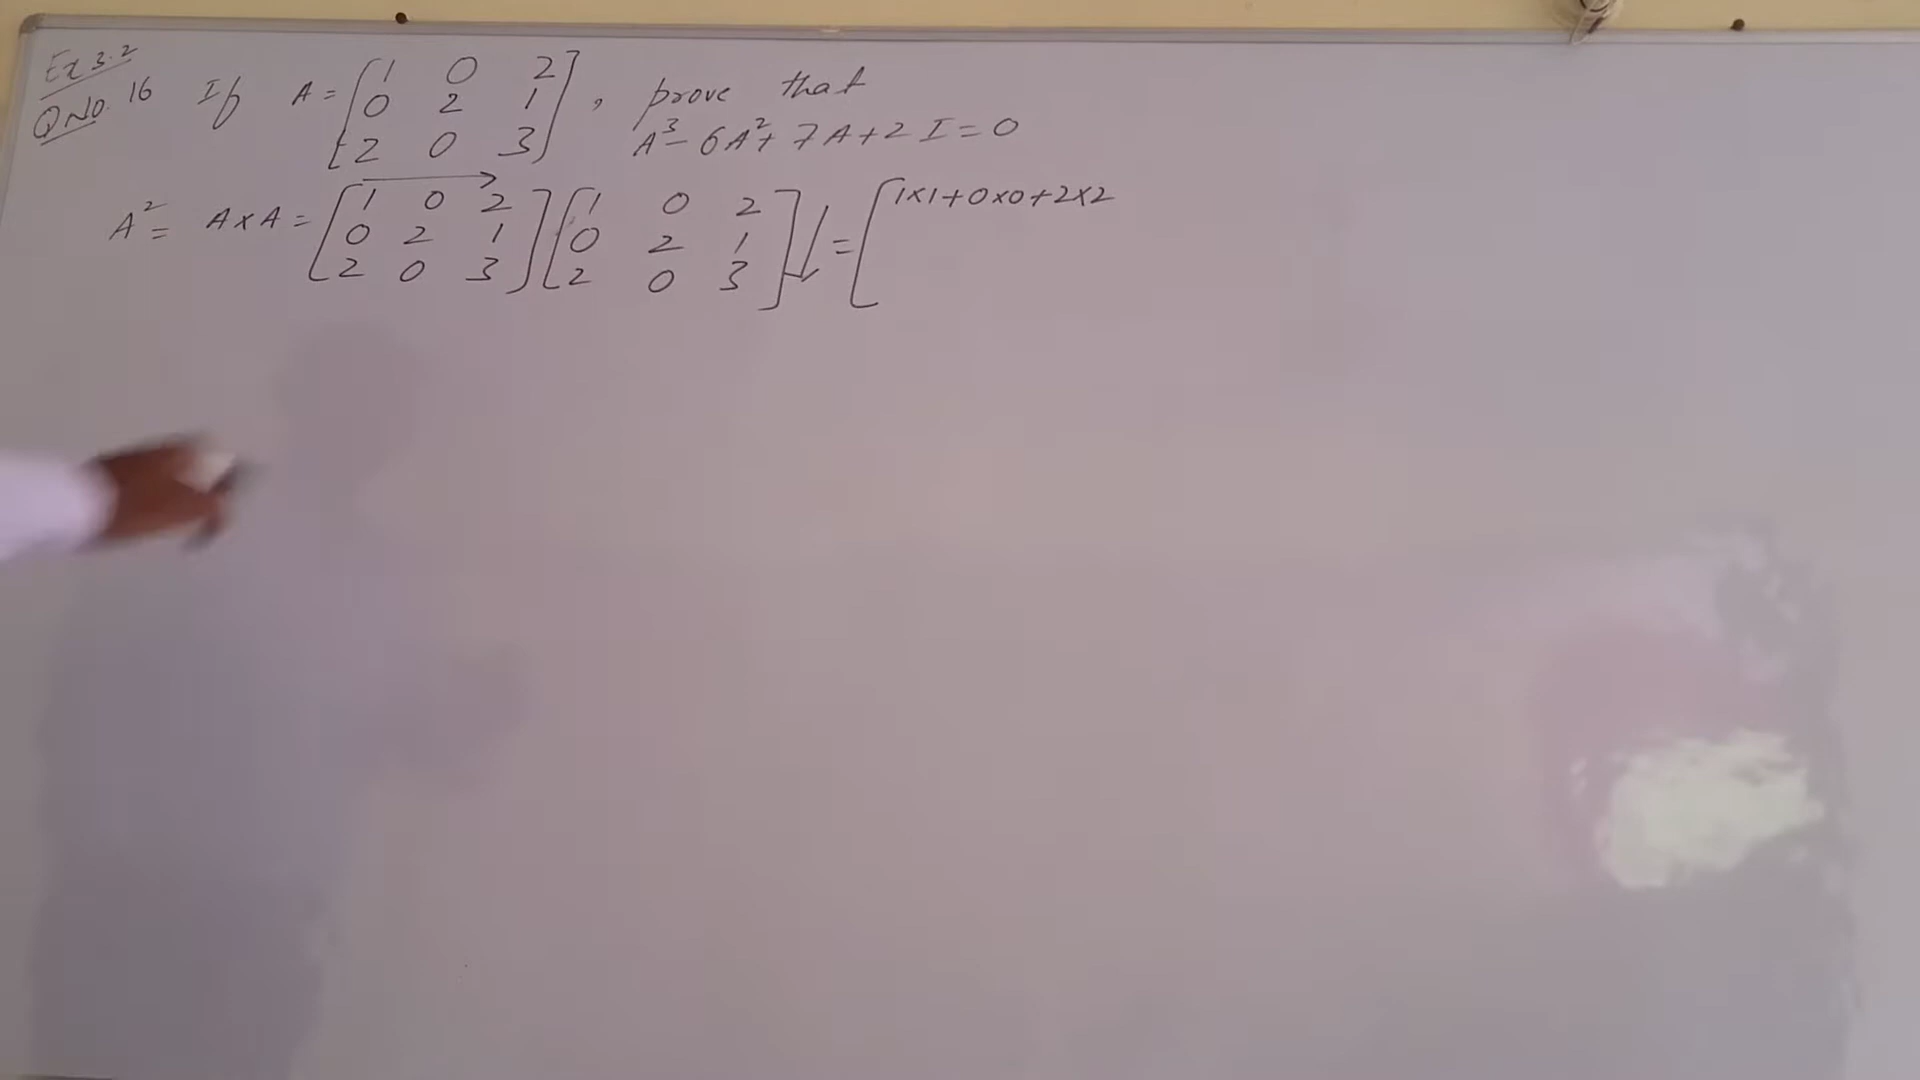 Ex 3.2
Q No. 16 If A = [1 0 2
0 2 1
2 0 3], prove that
A³ - 6A² + 7A + 2I = 0
A² = A×A = [1 0 2
0 2 1
2 0 3] [1 0 2
0 2 1
2 0 3] = [1×1+0×0+2×2